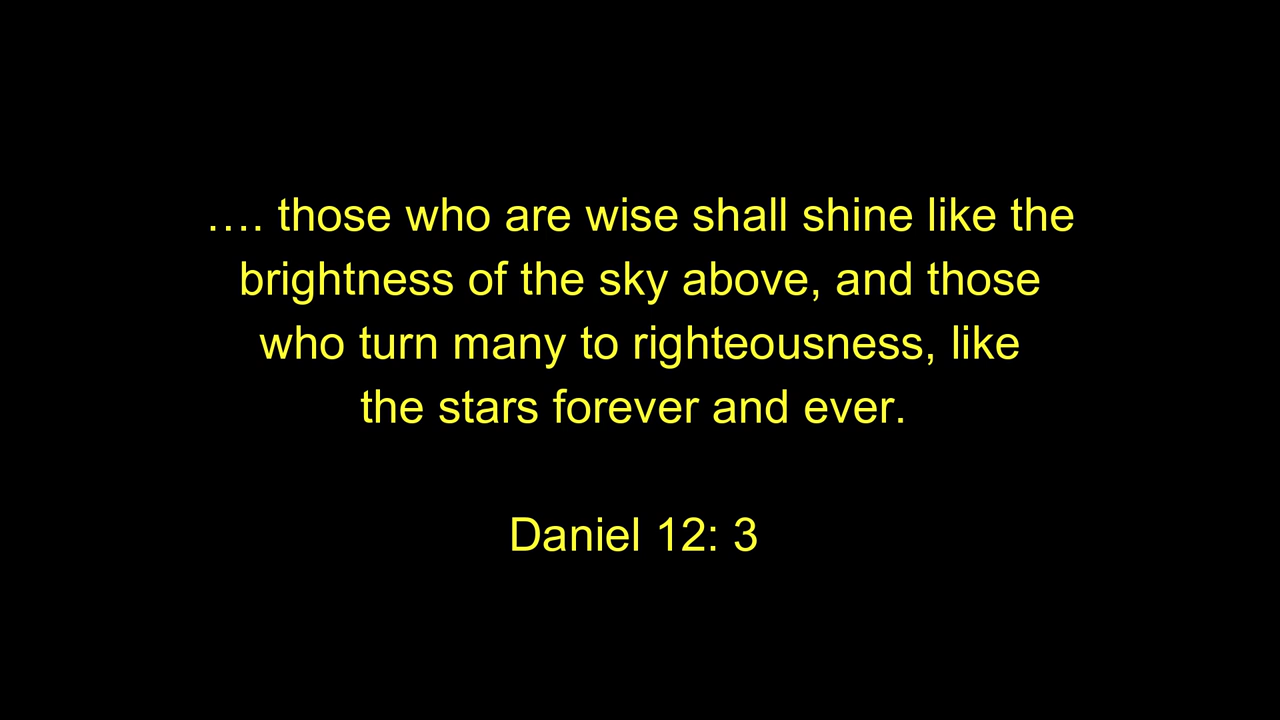 …. those who are wise shall shine like the
brightness of the sky above, and those
who turn many to righteousness, like
the stars forever and ever.
Daniel 12: 3